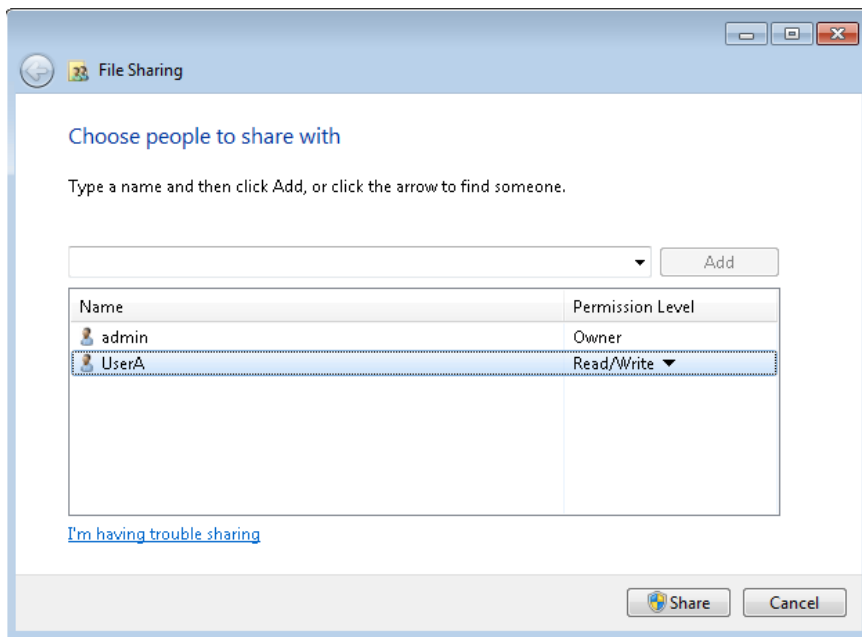 File Sharing
Choose people to share with
Type a name and then click Add, or click the arrow to find someone.
Add
Name Permission Level
admin Owner
UserA Read/Write
I'm having trouble sharing
Share Cancel